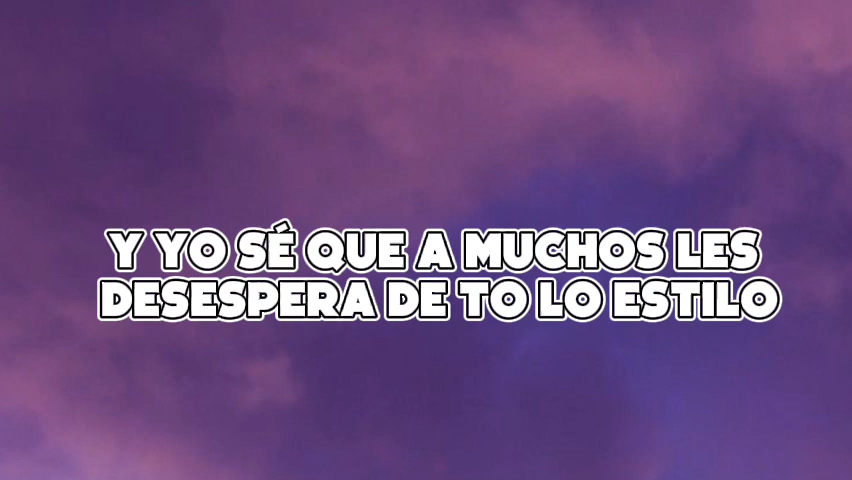 Y YO SÉ QUE A MUCHOS LES
DESESPERA DE TO LO ESTILO